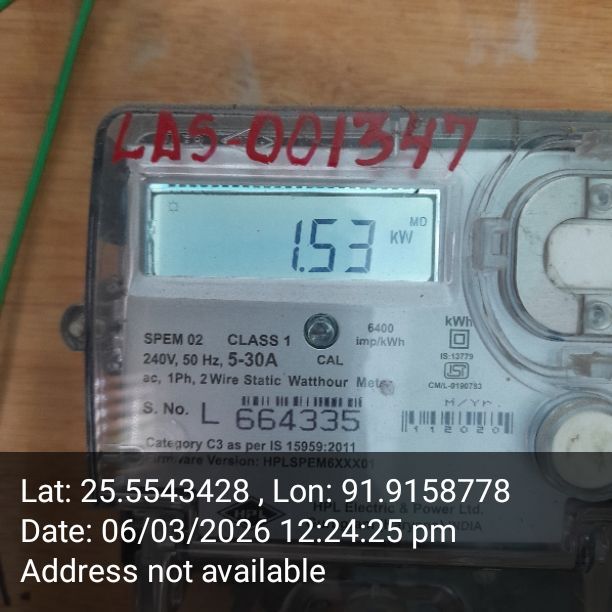 LAS-001347
MD
1.53 kW
SPEM 02 CLASS 1 6400 imp/kWh kWh
240V, 50 Hz, 5-30A CAL IS:13779
ac, 1Ph, 2 Wire Static Watthour Meter CM/L-9190783
M/Yr.
S. No. L 664335 112020
Category C3 as per IS 15959:2011
Firmware Version: HPLSPEM6XXX01
HPL HPL Electric & Power Ltd.
INDIA
Lat: 25.5543428 , Lon: 91.9158778
Date: 06/03/2026 12:24:25 pm
Address not available